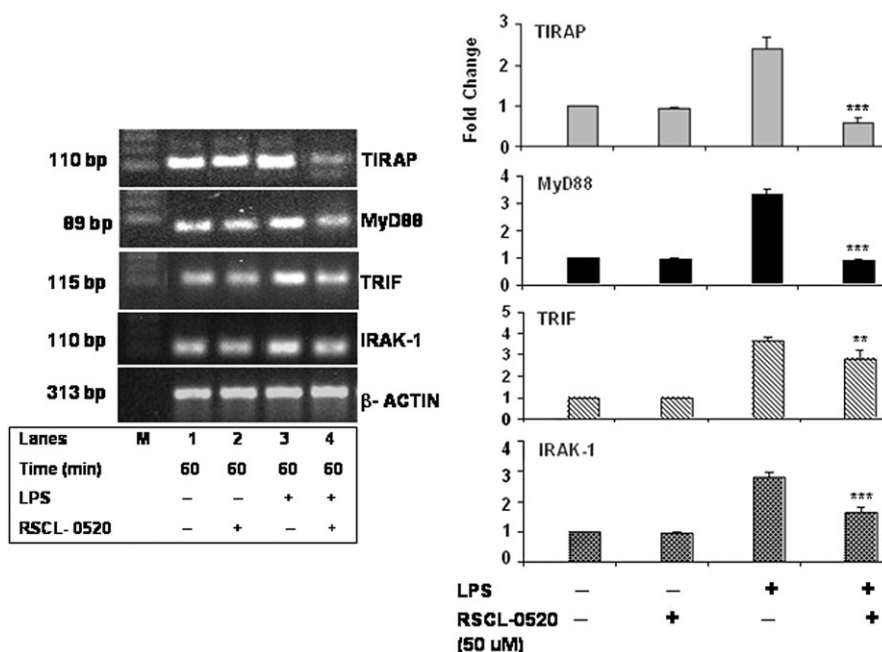 110 bp TIRAP
89 bp MyD88
115 bp TRIF
110 bp IRAK-1
313 bp β- ACTIN
Lanes M 1 2 3 4
Time (min) 60 60 60 60
LPS – – + +
RSCL- 0520 – + – +
Fold Change
TIRAP
3
2
1
0
***
MyD88
4
3
2
1
0
***
TRIF
5
4
3
2
1
0
**
IRAK-1
4
3
2
1
0
***
LPS – – + +
RSCL-0520 – + – +
(50 uM)